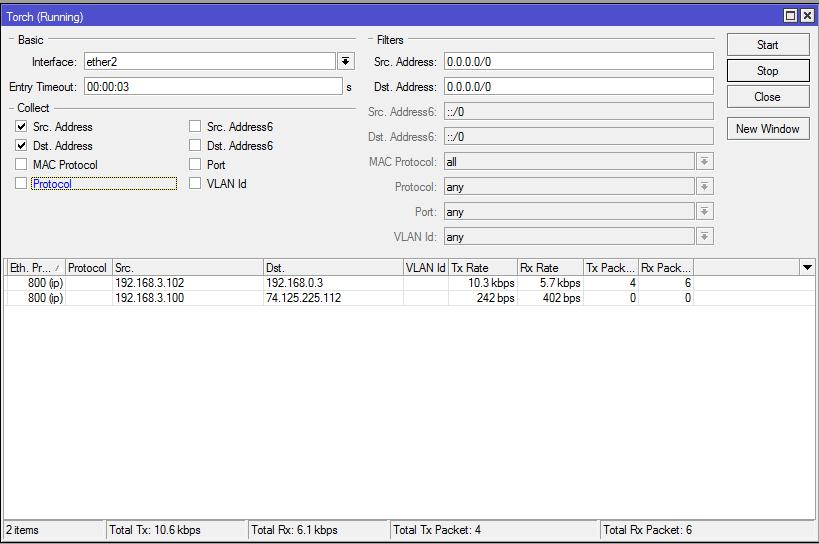 Torch (Running)
Basic
Interface: ether2
Entry Timeout: 00:00:03 s
Collect
Src. Address
Src. Address6
Dst. Address
Dst. Address6
MAC Protocol
Port
Protocol
VLAN Id
Filters
Src. Address: 0.0.0.0/0
Dst. Address: 0.0.0.0/0
Src. Address6: ::/0
Dst. Address6: ::/0
MAC Protocol: all
Protocol: any
Port: any
VLAN Id: any
Start
Stop
Close
New Window
Eth. Pr... Protocol Src. Dst. VLAN Id Tx Rate Rx Rate Tx Pack... Rx Pack...
800 (ip) 192.168.3.102 192.168.0.3 10.3 kbps 5.7 kbps 4 6
800 (ip) 192.168.3.100 74.125.225.112 242 bps 402 bps 0 0
2 items Total Tx: 10.6 kbps Total Rx: 6.1 kbps Total Tx Packet: 4 Total Rx Packet: 6